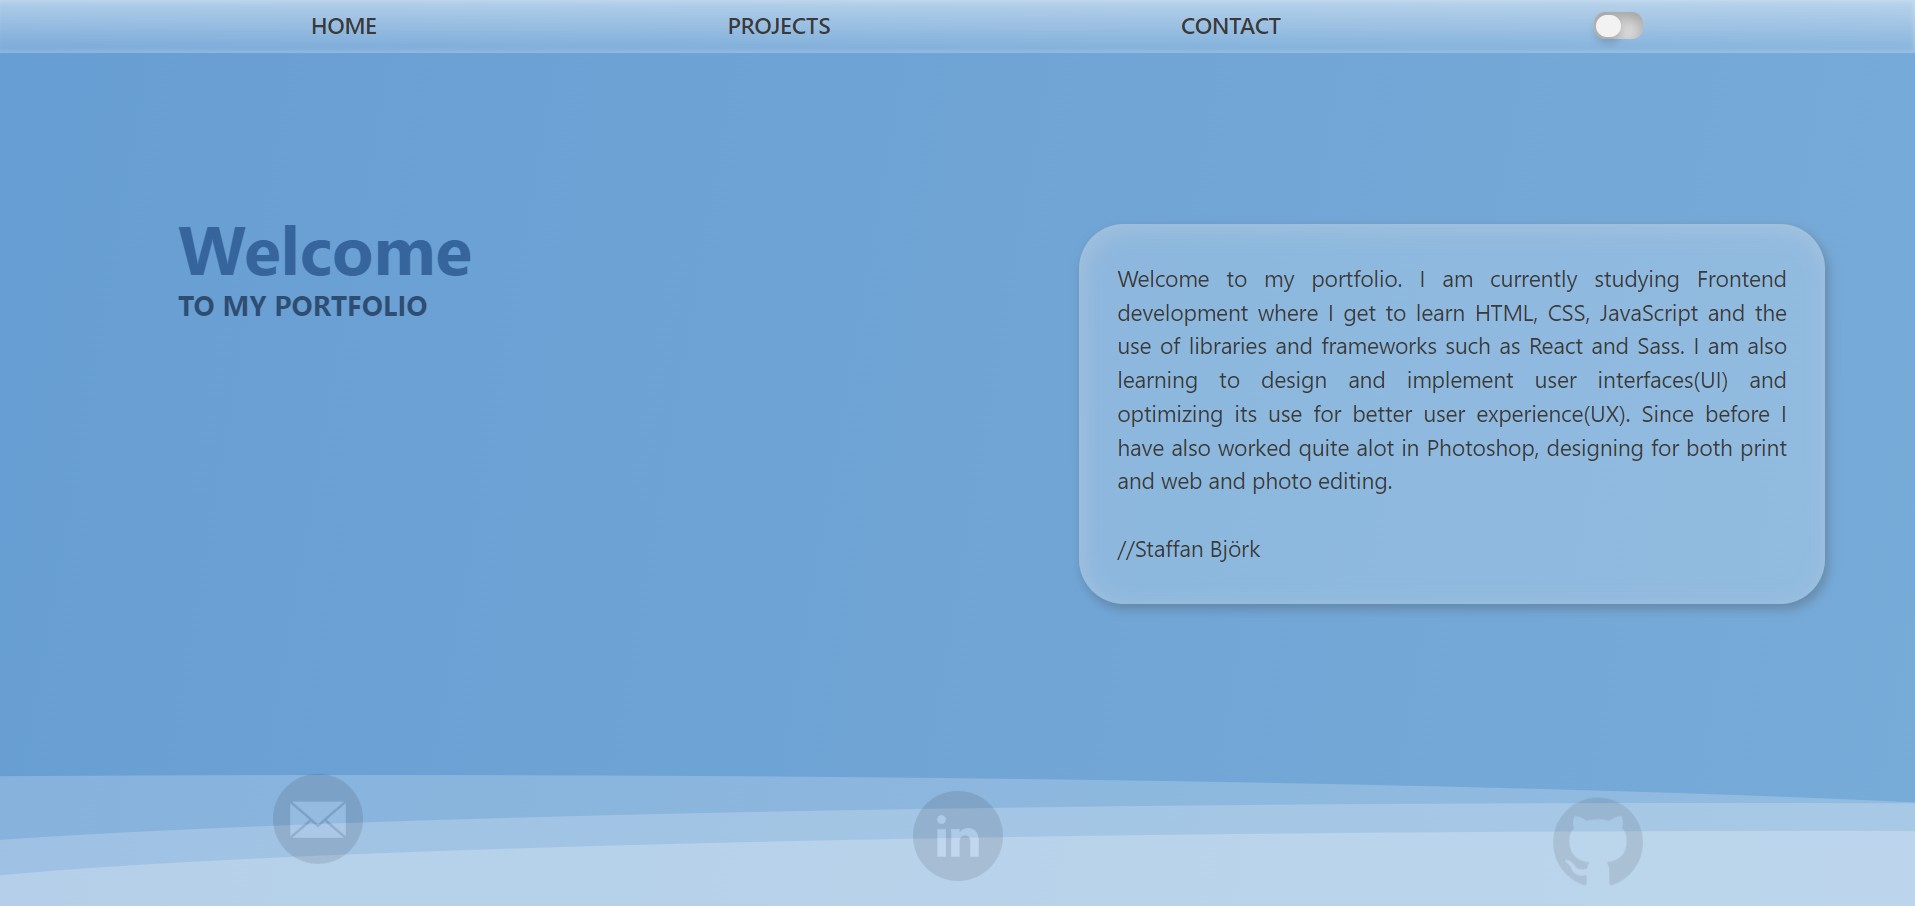 HOME PROJECTS CONTACT
Welcome
TO MY PORTFOLIO
Welcome to my portfolio. I am currently studying Frontend
development where I get to learn HTML, CSS, JavaScript and the
use of libraries and frameworks such as React and Sass. I am also
learning to design and implement user interfaces(UI) and
optimizing its use for better user experience(UX). Since before I
have also worked quite alot in Photoshop, designing for both print
and web and photo editing.
//Staffan Björk
in